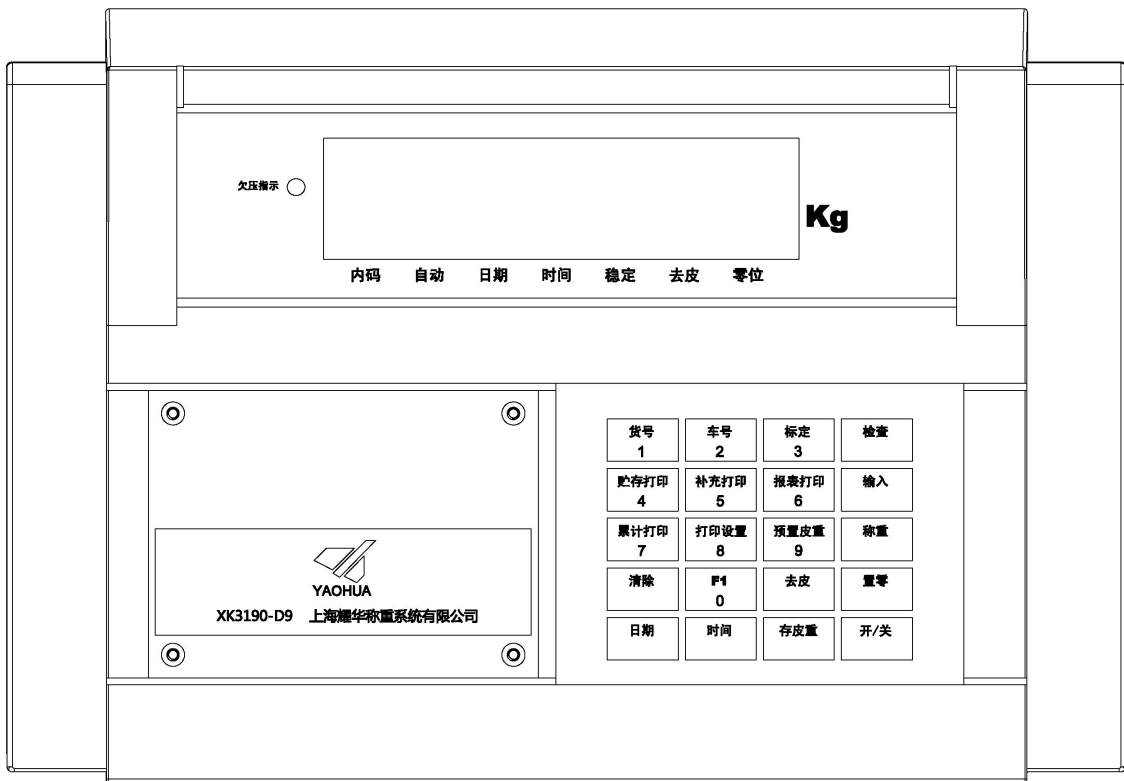 欠压指示
Kg
内码 自动 日期 时间 稳定 去皮 零位
货号 车号 标定 检查
1 2 3
贮存打印 补充打印 报表打印 输入
4 5 6
累计打印 打印设置 预置皮重 称重
7 8 9
清除 F1 去皮 置零
0
日期 时间 存皮重 开/关
YAOHUA
XK3190-D9 上海耀华称重系统有限公司